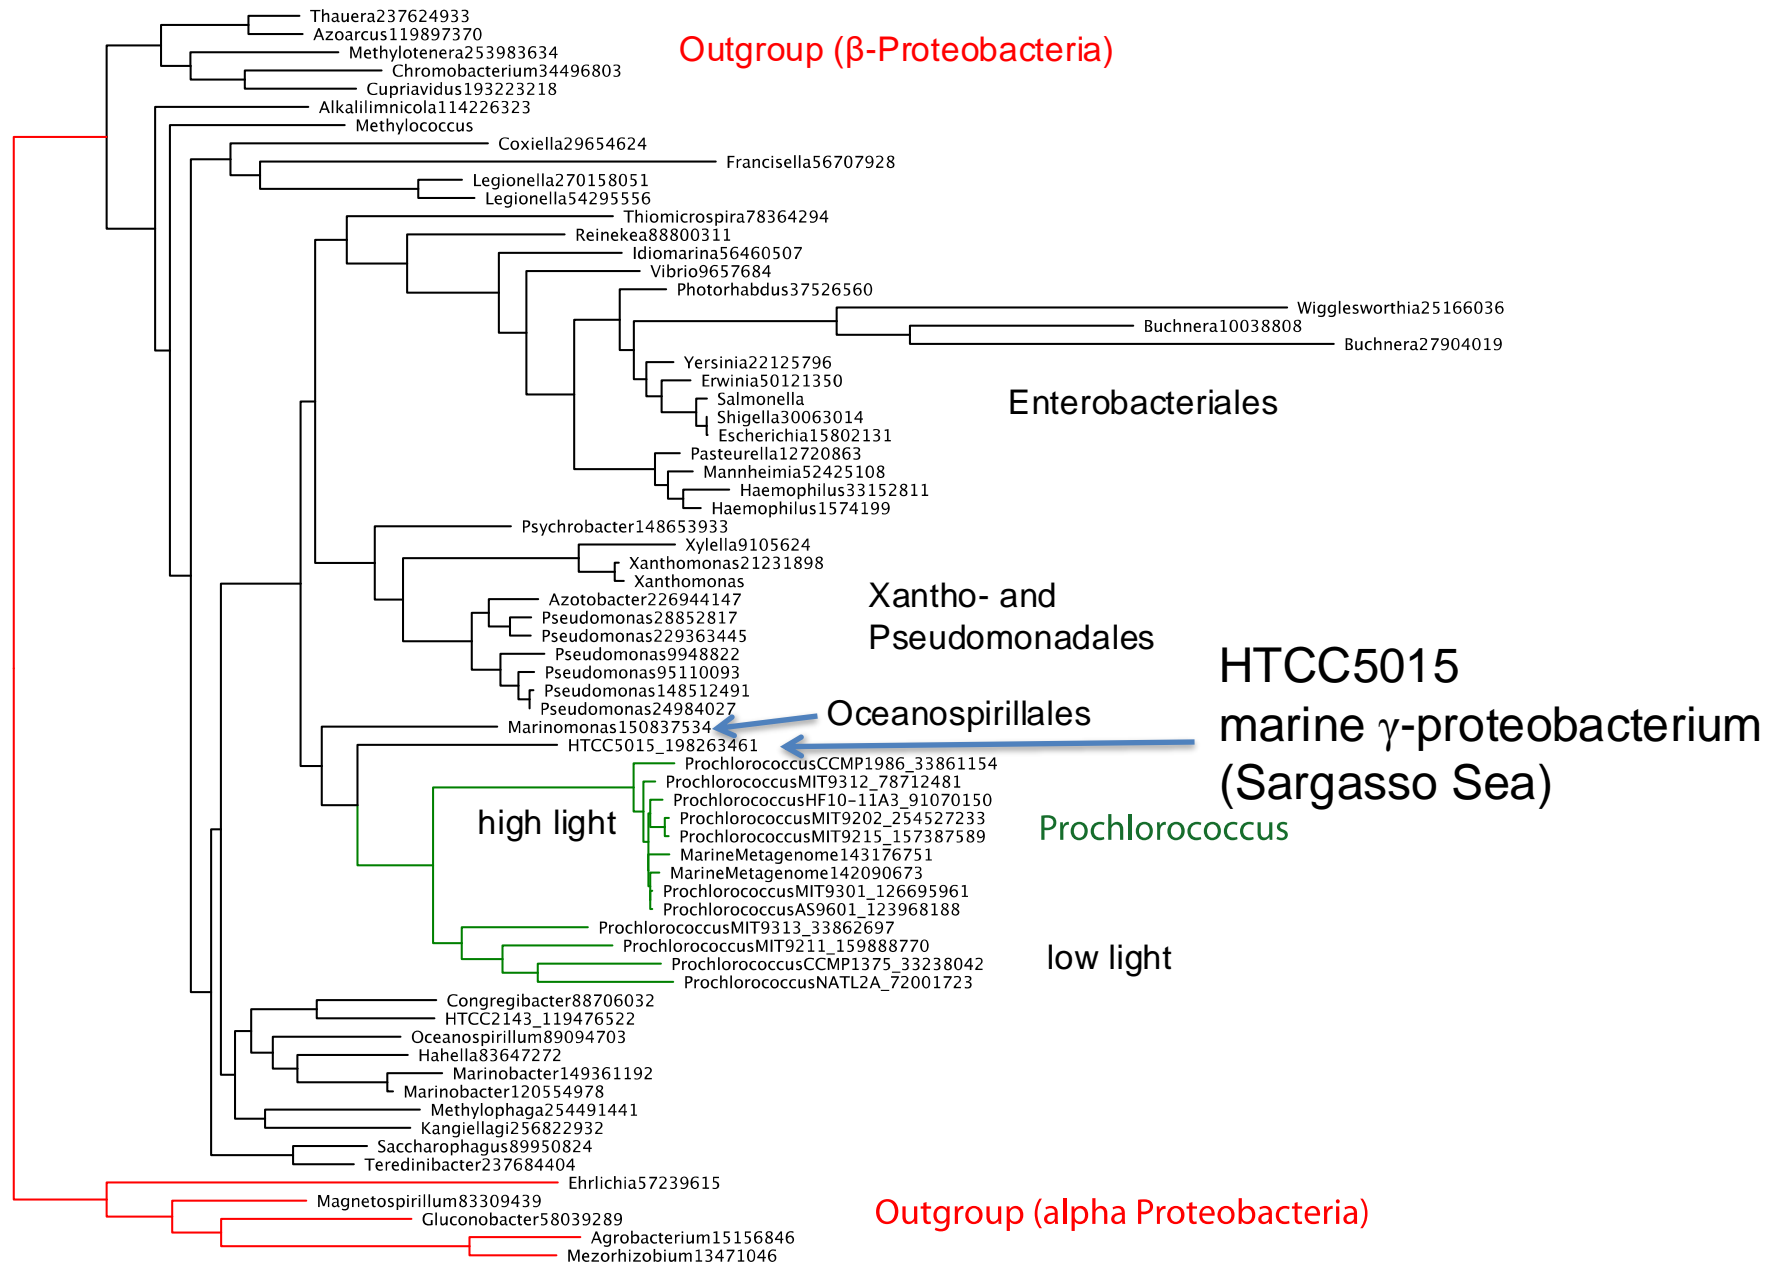 Thauera237624933
Azoarcus119897370
Outgroup (β-Proteobacteria)
Methylotenera253983634
Chromobacterium34496803
Cupriavidus193223218
Alkalilimnicola114226323
Methylococcus
Coxiella29654624
Francisella56707928
Legionella270158051
Legionella54295556
Thiomicrospira78364294
Reinekea88800311
Idiomarina56460507
Vibrio9657684
Photorhabdus37526560
Wigglesworthia25166036
Buchnera10038808
Buchnera27904019
Yersinia22125796
Erwinia50121350
Salmonella
Enterobacteriales
Shigella30063014
Escherichia15802131
Pasteurella12720863
Mannheimia52425108
Haemophilus33152811
Haemophilus1574199
Psychrobacter148653933
Xylella9105624
Xanthomonas21231898
Xanthomonas
Azotobacter226944147
Xantho- and
Pseudomonadales
Pseudomonas28852817
Pseudomonas229363445
Pseudomonas9948822
Pseudomonas95110093
Pseudomonas148512491
Pseudomonas24984027
HTCC5015
marine γ-proteobacterium
(Sargasso Sea)
Oceanospirillales
Marinomonas150837534
HTCC5015_198263461
ProchlorococcusCCMP1986_33861154
ProchlorococcusMIT9312_78712481
ProchlorococcusHF10-11A3_91070150
high light
ProchlorococcusMIT9202_254527233
Prochlorococcus
ProchlorococcusMIT9215_157387589
MarineMetagenome143176751
MarineMetagenome142090673
ProchlorococcusMIT9301_126695961
ProchlorococcusAS9601_123968188
ProchlorococcusMIT9313_33862697
ProchlorococcusMIT9211_159888770
low light
ProchlorococcusCCMP1375_33238042
ProchlorococcusNATL2A_72001723
Congregibacter88706032
HTCC2143_119476522
Oceanospirillum89094703
Hahella83647272
Marinobacter149361192
Marinobacter120554978
Methylophaga254491441
Kangiellagi256822932
Saccharophagus89950824
Teredinibacter237684404
Ehrlichia57239615
Magnetospirillum83309439
Outgroup (alpha Proteobacteria)
Gluconobacter58039289
Agrobacterium15156846
Mezorhizobium13471046